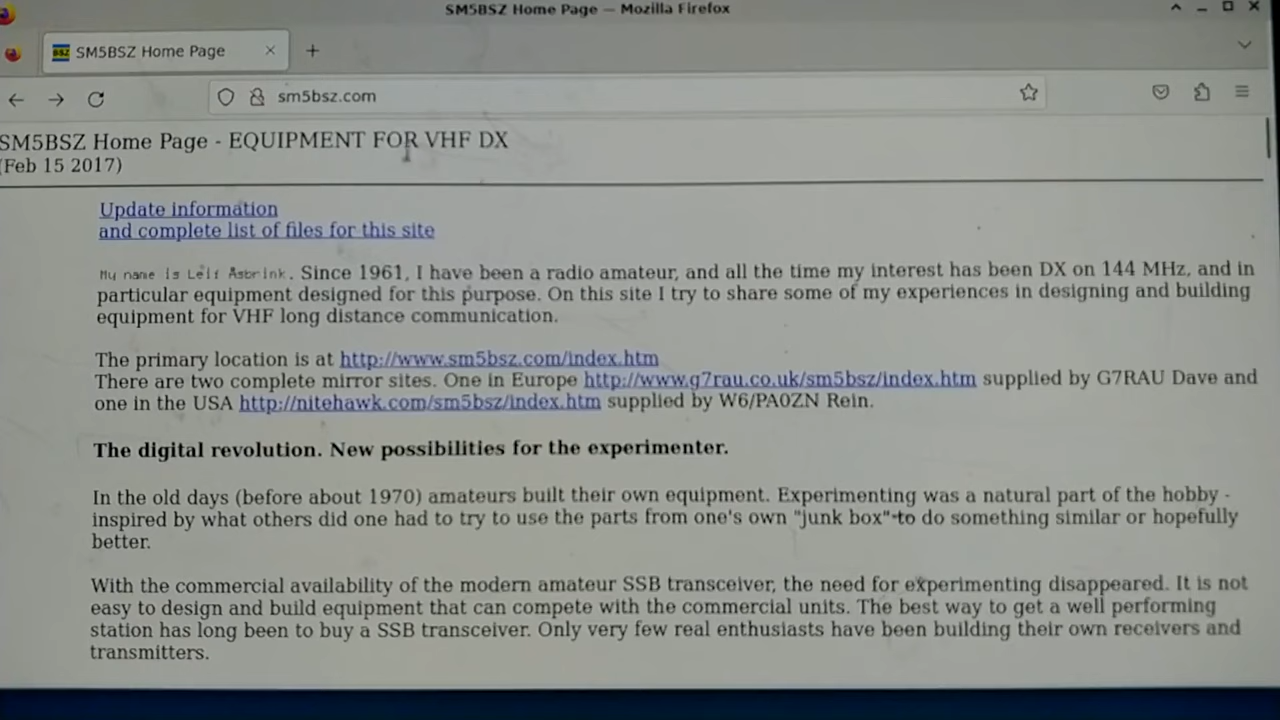 SM5BSZ Home Page — Mozilla Firefox
BSZ SM5BSZ Home Page
sm5bsz.com
SM5BSZ Home Page - EQUIPMENT FOR VHF DX
(Feb 15 2017)
Update information
and complete list of files for this site
My name is Leif Asbrink. Since 1961, I have been a radio amateur, and all the time my interest has been DX on 144 MHz, and in
particular equipment designed for this purpose. On this site I try to share some of my experiences in designing and building
equipment for VHF long distance communication.
The primary location is at http://www.sm5bsz.com/index.htm
There are two complete mirror sites. One in Europe http://www.g7rau.co.uk/sm5bsz/index.htm supplied by G7RAU Dave and
one in the USA http://nitehawk.com/sm5bsz/index.htm supplied by W6/PA0ZN Rein.
The digital revolution. New possibilities for the experimenter.
In the old days (before about 1970) amateurs built their own equipment. Experimenting was a natural part of the hobby -
inspired by what others did one had to try to use the parts from one's own "junk box" to do something similar or hopefully
better.
With the commercial availability of the modern amateur SSB transceiver, the need for experimenting disappeared. It is not
easy to design and build equipment that can compete with the commercial units. The best way to get a well performing
station has long been to buy a SSB transceiver. Only very few real enthusiasts have been building their own receivers and
transmitters.